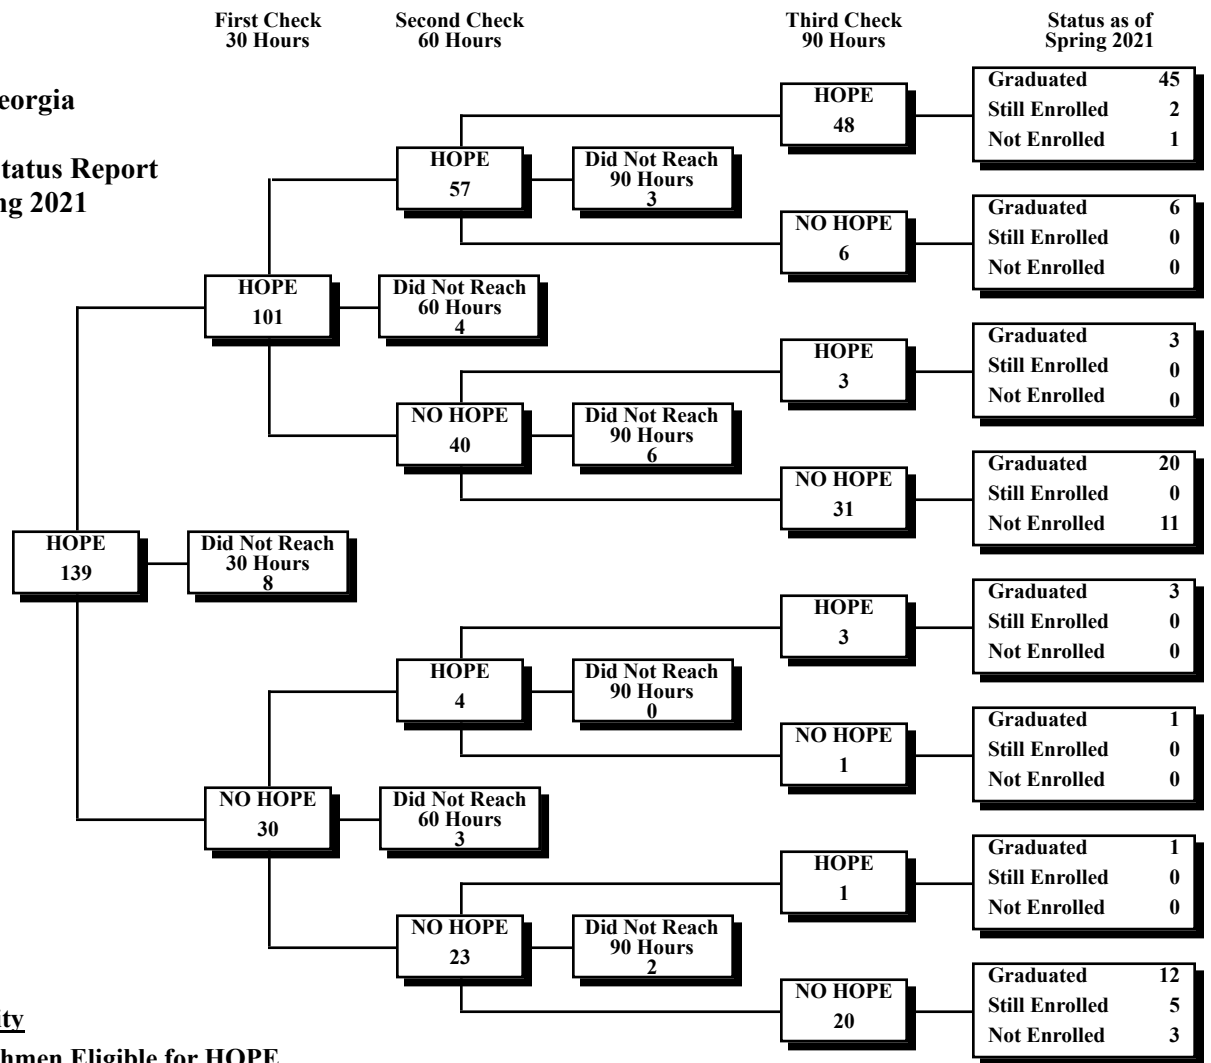 First Check
30 Hours
Second Check
60 Hours
Third Check
90 Hours
Status as of
Spring 2021
eorgia
tatus Report
ng 2021
HOPE
48
Graduated 45
Still Enrolled 2
Not Enrolled 1
HOPE
57
Did Not Reach
90 Hours
3
NO HOPE
6
Graduated 6
Still Enrolled 0
Not Enrolled 0
HOPE
101
Did Not Reach
60 Hours
4
HOPE
3
Graduated 3
Still Enrolled 0
Not Enrolled 0
NO HOPE
40
Did Not Reach
90 Hours
6
NO HOPE
31
Graduated 20
Still Enrolled 0
Not Enrolled 11
HOPE
139
Did Not Reach
30 Hours
8
HOPE
3
Graduated 3
Still Enrolled 0
Not Enrolled 0
HOPE
4
Did Not Reach
90 Hours
0
NO HOPE
1
Graduated 1
Still Enrolled 0
Not Enrolled 0
NO HOPE
30
Did Not Reach
60 Hours
3
HOPE
1
Graduated 1
Still Enrolled 0
Not Enrolled 0
NO HOPE
23
Did Not Reach
90 Hours
2
NO HOPE
20
Graduated 12
Still Enrolled 5
Not Enrolled 3
ity
hmen Eligible for HOPE